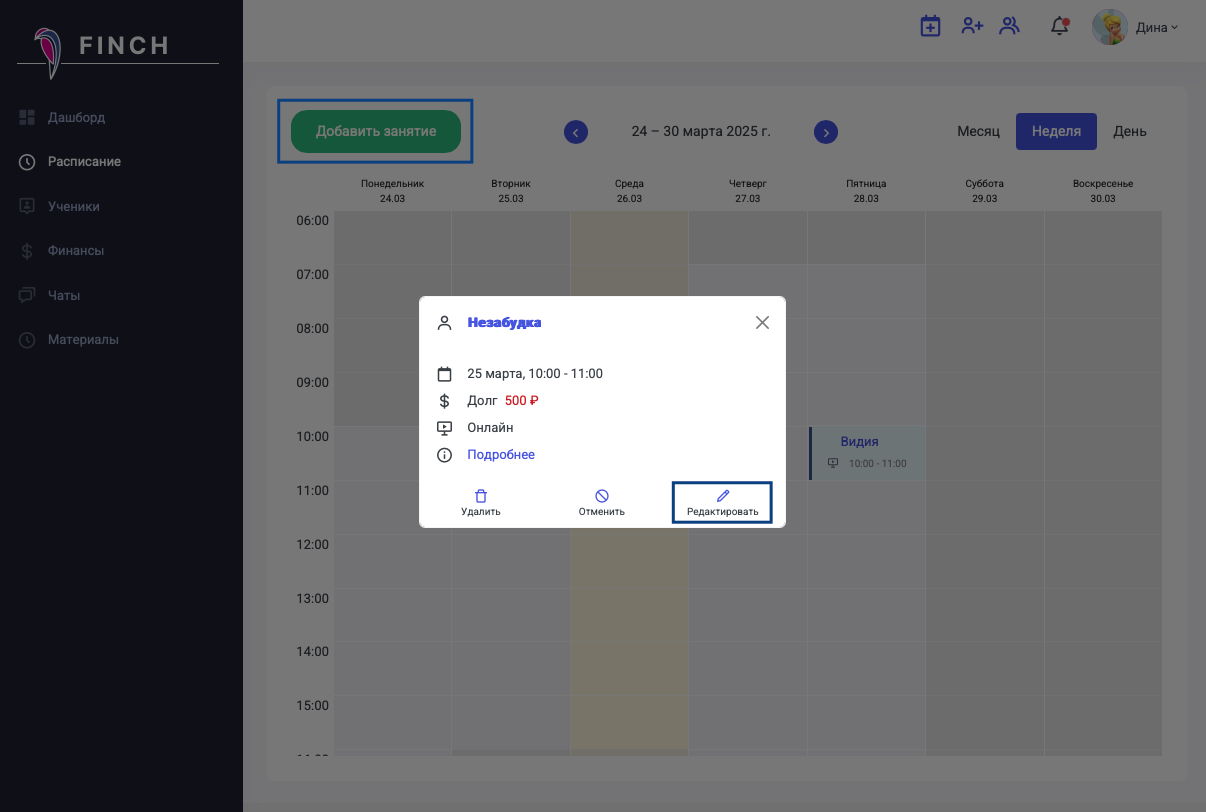 FINCH
Дина
Дашборд
Расписание
Ученики
Финансы
Чаты
Материалы
Добавить занятие
24 – 30 марта 2025 г.
Месяц
Неделя
День
Понедельник
24.03
Вторник
25.03
Среда
26.03
Четверг
27.03
Пятница
28.03
Суббота
29.03
Воскресенье
30.03
06:00
07:00
08:00
09:00
10:00
11:00
12:00
13:00
14:00
15:00
Видия
10:00 - 11:00
Незабудка
25 марта, 10:00 - 11:00
Долг 500 ₽
Онлайн
Подробнее
Удалить
Отменить
Редактировать